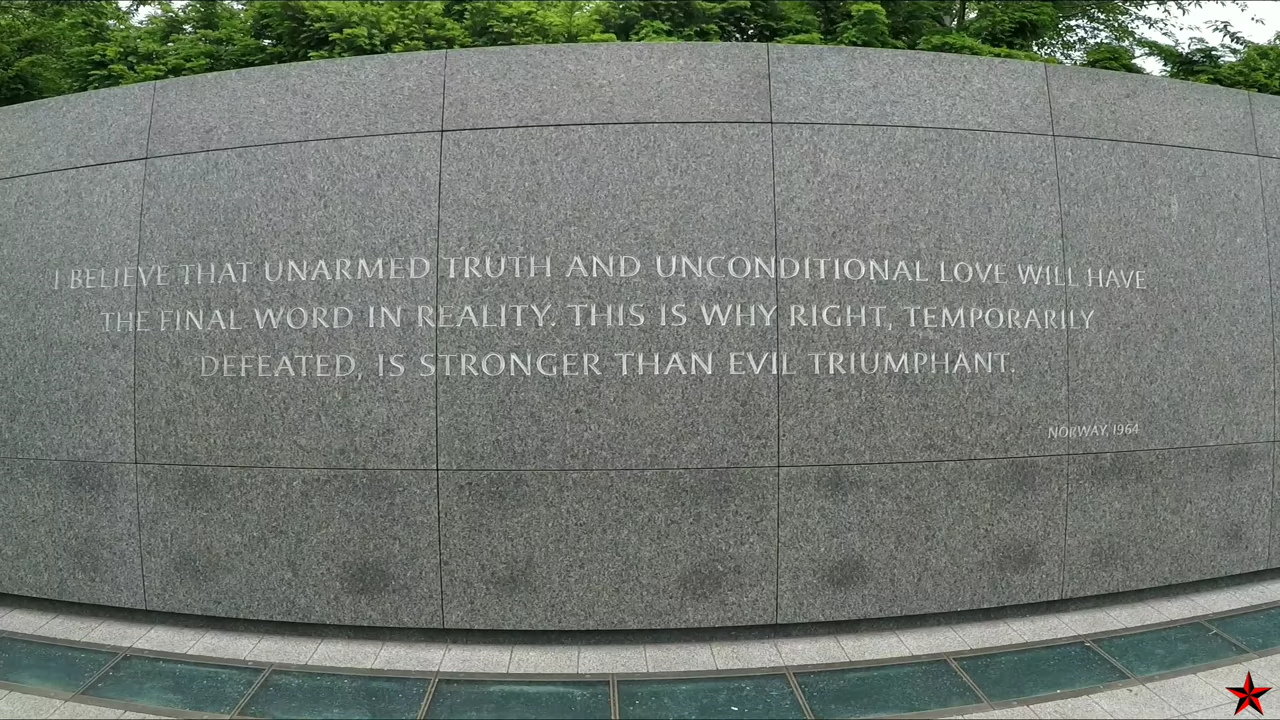 I BELIEVE THAT UNARMED TRUTH AND UNCONDITIONAL LOVE WILL HAVE
THE FINAL WORD IN REALITY. THIS IS WHY RIGHT, TEMPORARILY
DEFEATED, IS STRONGER THAN EVIL TRIUMPHANT.
NORWAY, 1964